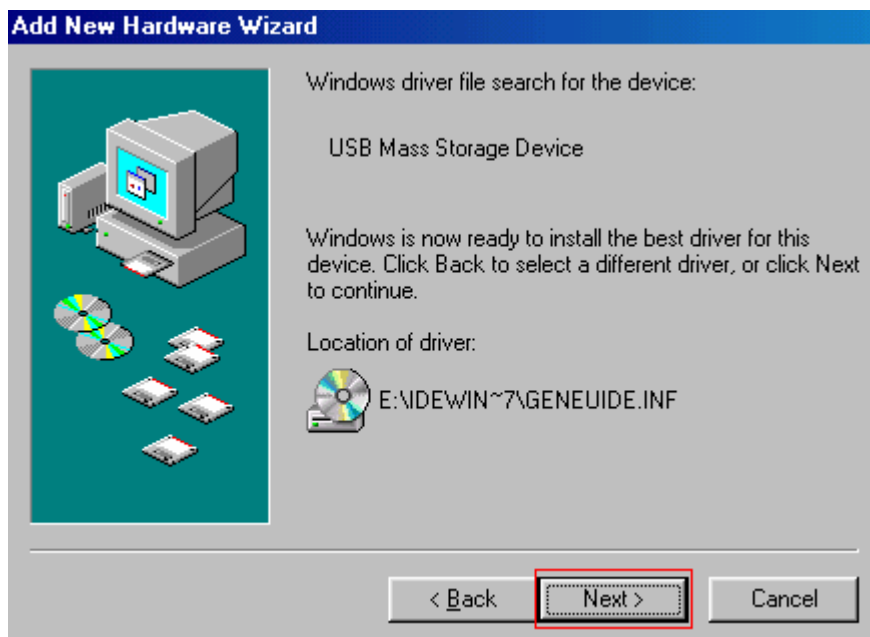 Add New Hardware Wizard
Windows driver file search for the device:
USB Mass Storage Device
Windows is now ready to install the best driver for this
device. Click Back to select a different driver, or click Next
to continue.
Location of driver:
E:\IDEWIN~7\GENEUIDE.INF
< Back
Next >
Cancel